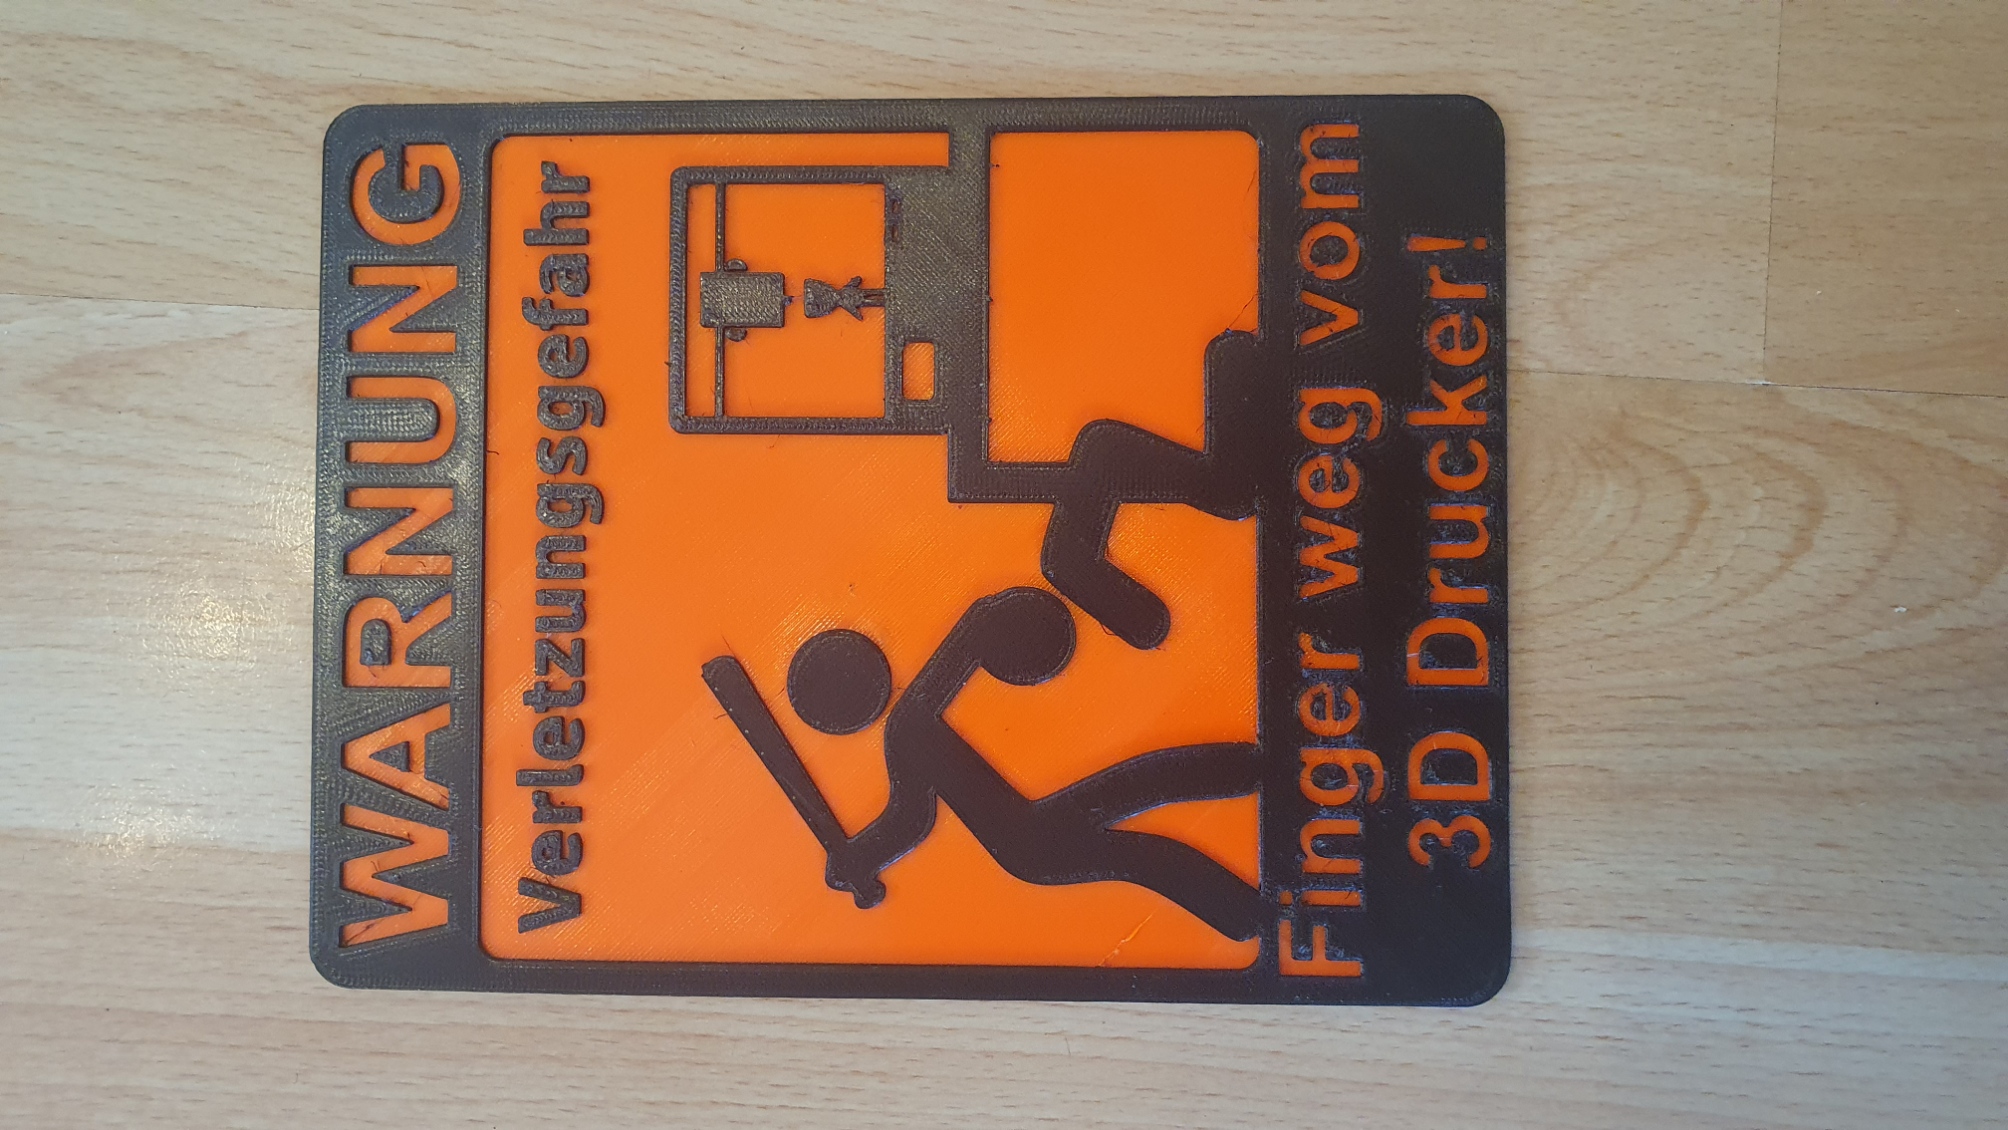 WARNUNG
Verletzungsgefahr
Finger weg vom
3D Drucker!